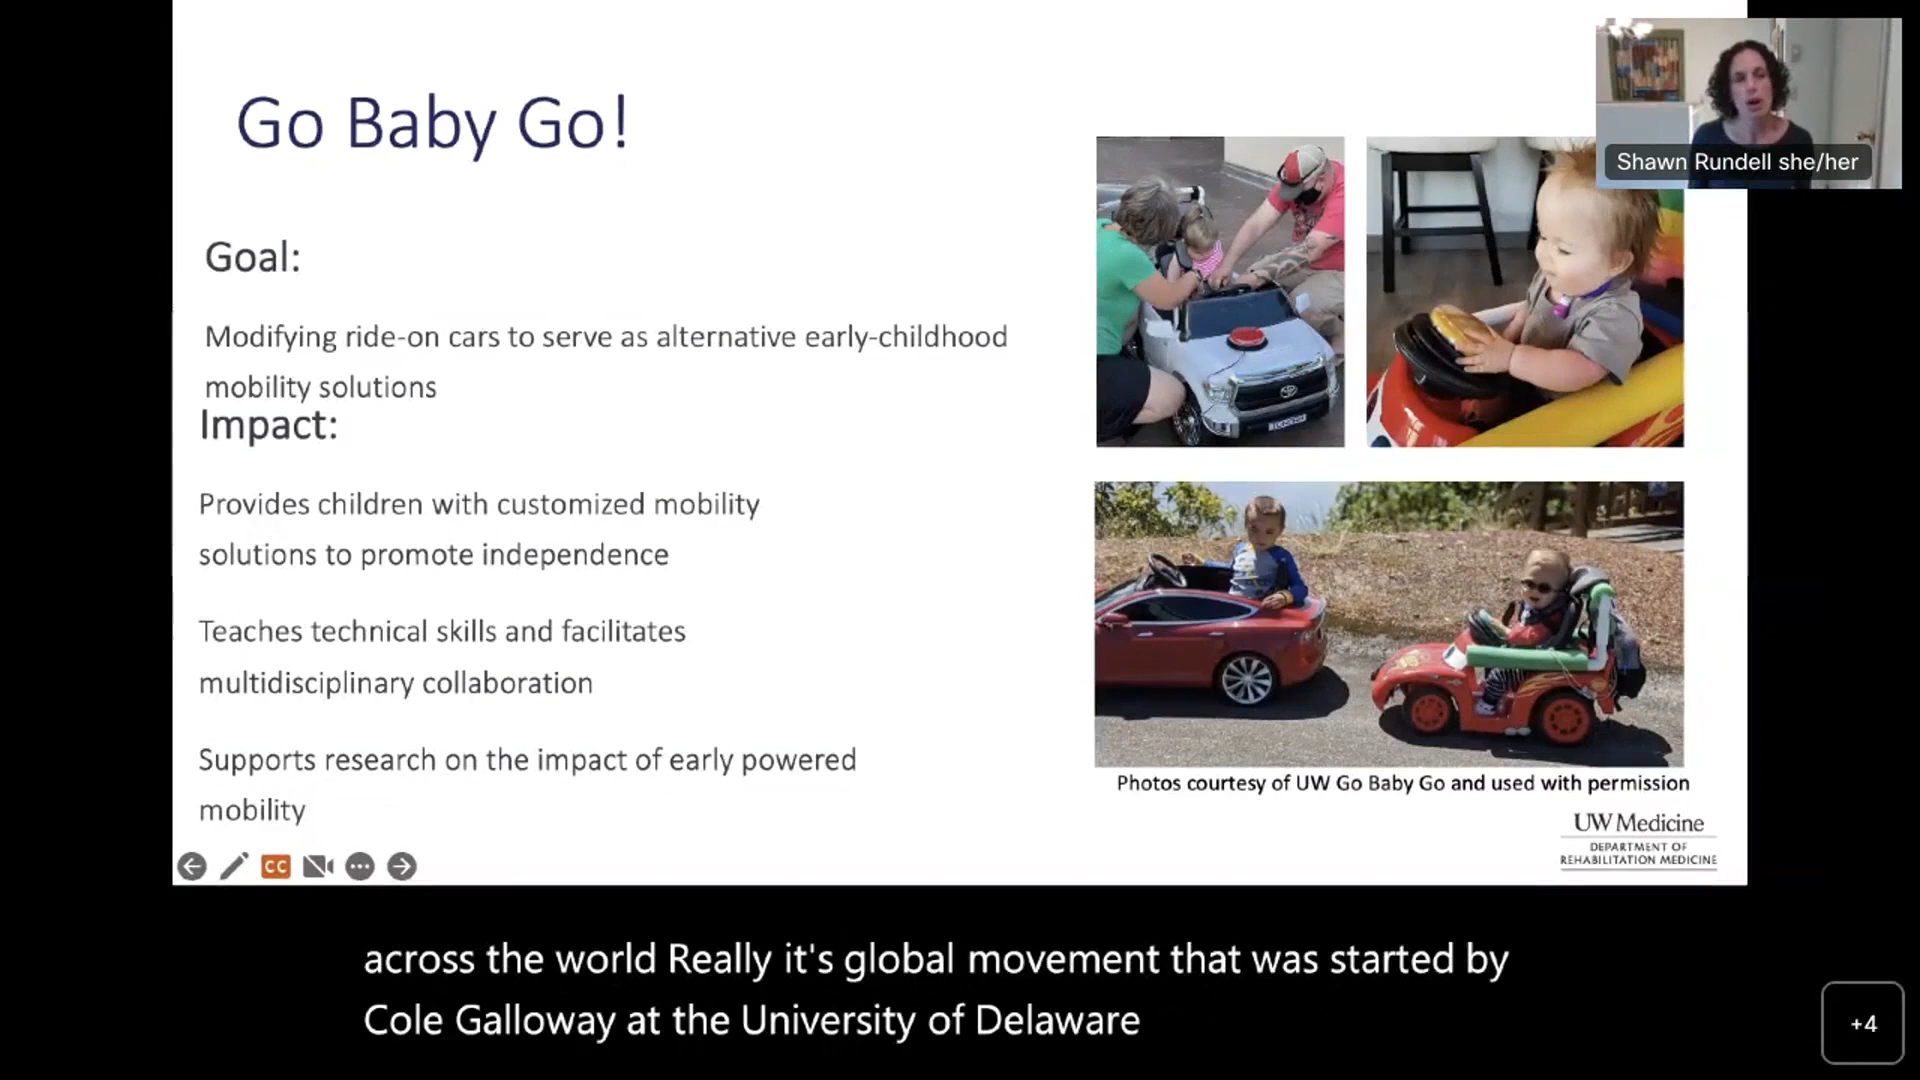 Go Baby Go!
Goal:
Modifying ride-on cars to serve as alternative early-childhood
mobility solutions
Impact:
Provides children with customized mobility
solutions to promote independence
Teaches technical skills and facilitates
multidisciplinary collaboration
Supports research on the impact of early powered
mobility
Shawn Rundell she/her
Photos courtesy of UW Go Baby Go and used with permission
UW Medicine
DEPARTMENT OF
REHABILITATION MEDICINE
CC
across the world Really it's global movement that was started by
Cole Galloway at the University of Delaware
+4